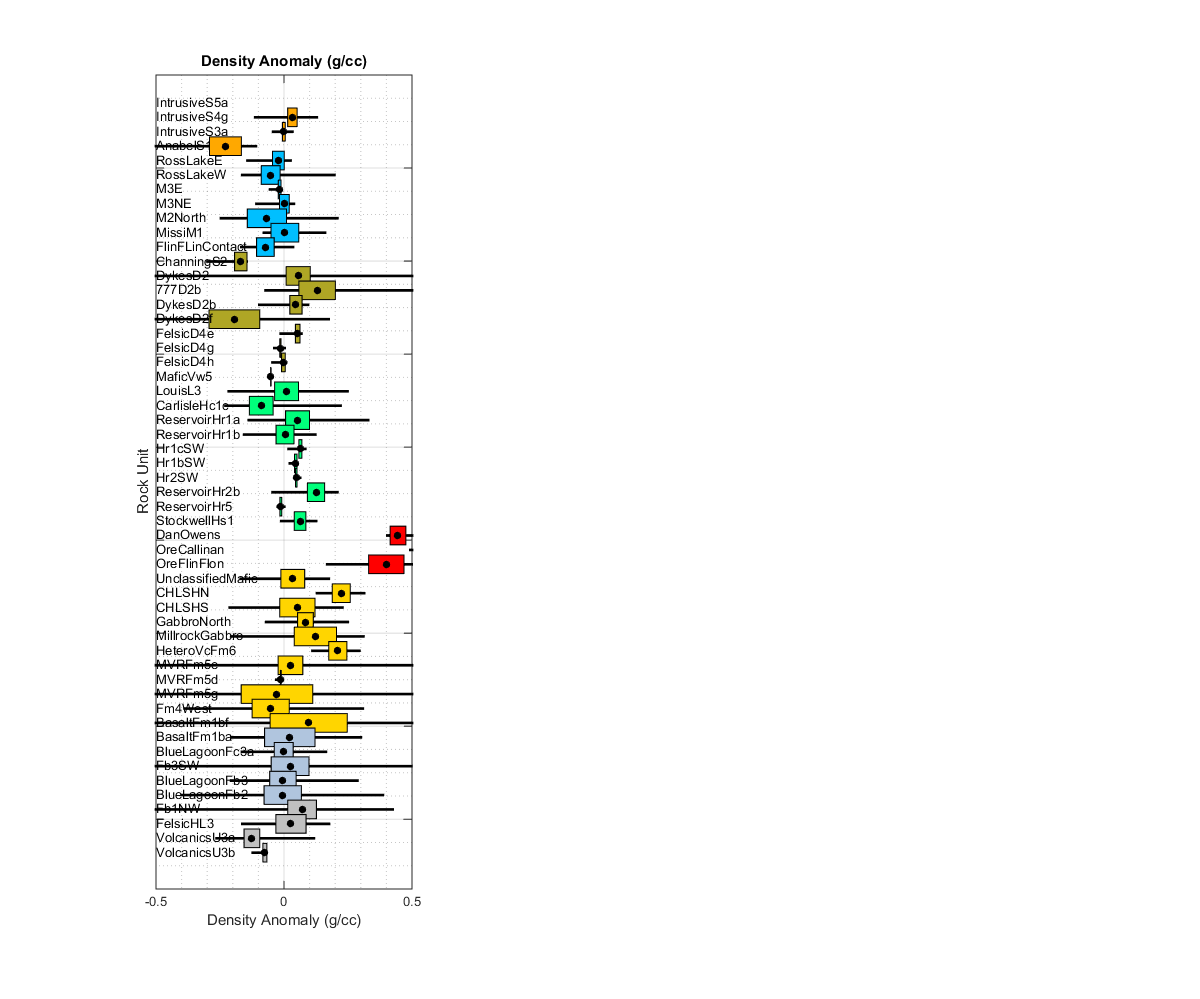 Density Anomaly (g/cc)
IntrusiveS5a
IntrusiveS4g
IntrusiveS3a
AnabelS1
RossLakeE
RossLakeW
M3E
M3NE
M2North
MissiM1
FlinFLinContact
ChanningS2
DykesD2
777D2b
DykesD2b
DykesD2f
FelsicD4e
FelsicD4g
FelsicD4h
MaficVw5
LouisL3
CarlisleHc1c
ReservoirHr1a
ReservoirHr1b
Hr1cSW
Hr1bSW
Hr2SW
ReservoirHr2b
ReservoirHr5
StockwellHs1
DanOwens
OreCallinan
OreFlinFlon
UnclassifiedMafic
CHLSHN
CHLSHS
GabbroNorth
MillrockGabbro
HeteroVcFm6
MVRFm5e
MVRFm5d
MVRFm5g
Fm4West
BasaltFm1bf
BasaltFm1ba
BlueLagoonFc3a
Fb3SW
BlueLagoonFb3
BlueLagoonFb2
Fb1NW
FelsicHL3
VolcanicsU3a
VolcanicsU3b
Rock Unit
-0.5 0 0.5
Density Anomaly (g/cc)